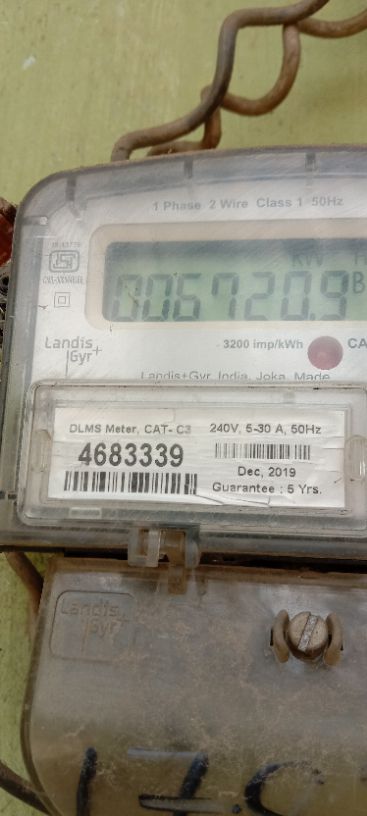 1 Phase 2 Wire Class 1 50Hz
KW H
006720.9
Landis+
Gyr
3200 imp/kWh
CA
Landis+Gyr, India, Joka, Made
DLMS Meter, CAT- C3
240V, 5-30 A, 50Hz
4683339
Dec, 2019
Guarantee : 5 Yrs.
Landis+
Gyr